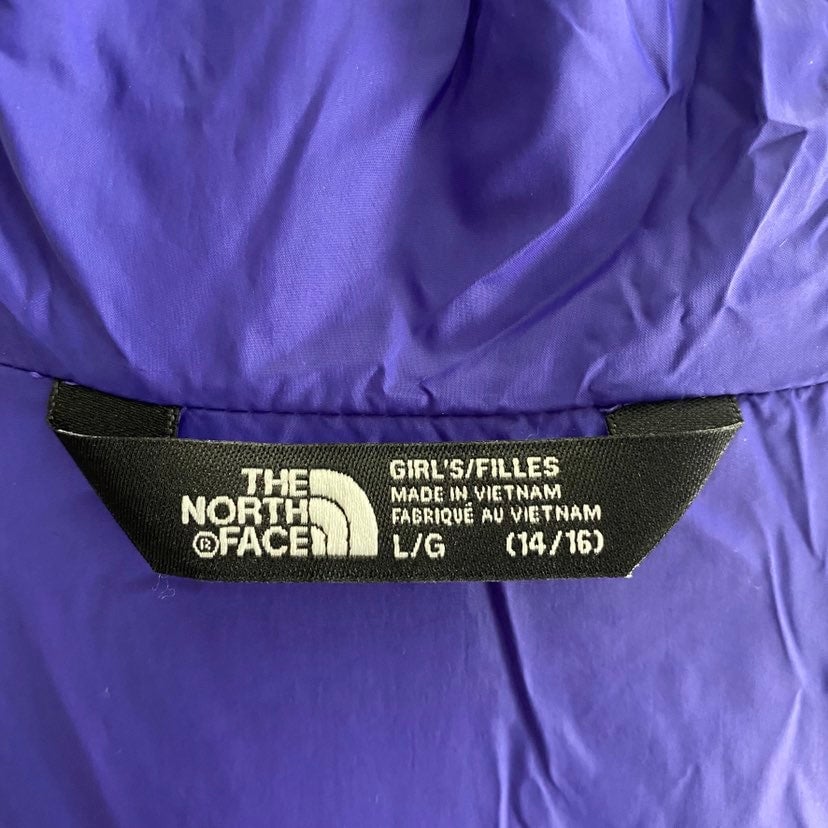 THE
NORTH
®FACE
GIRL'S/FILLES
MADE IN VIETNAM
FABRIQUÉ AU VIETNAM
L/G (14/16)